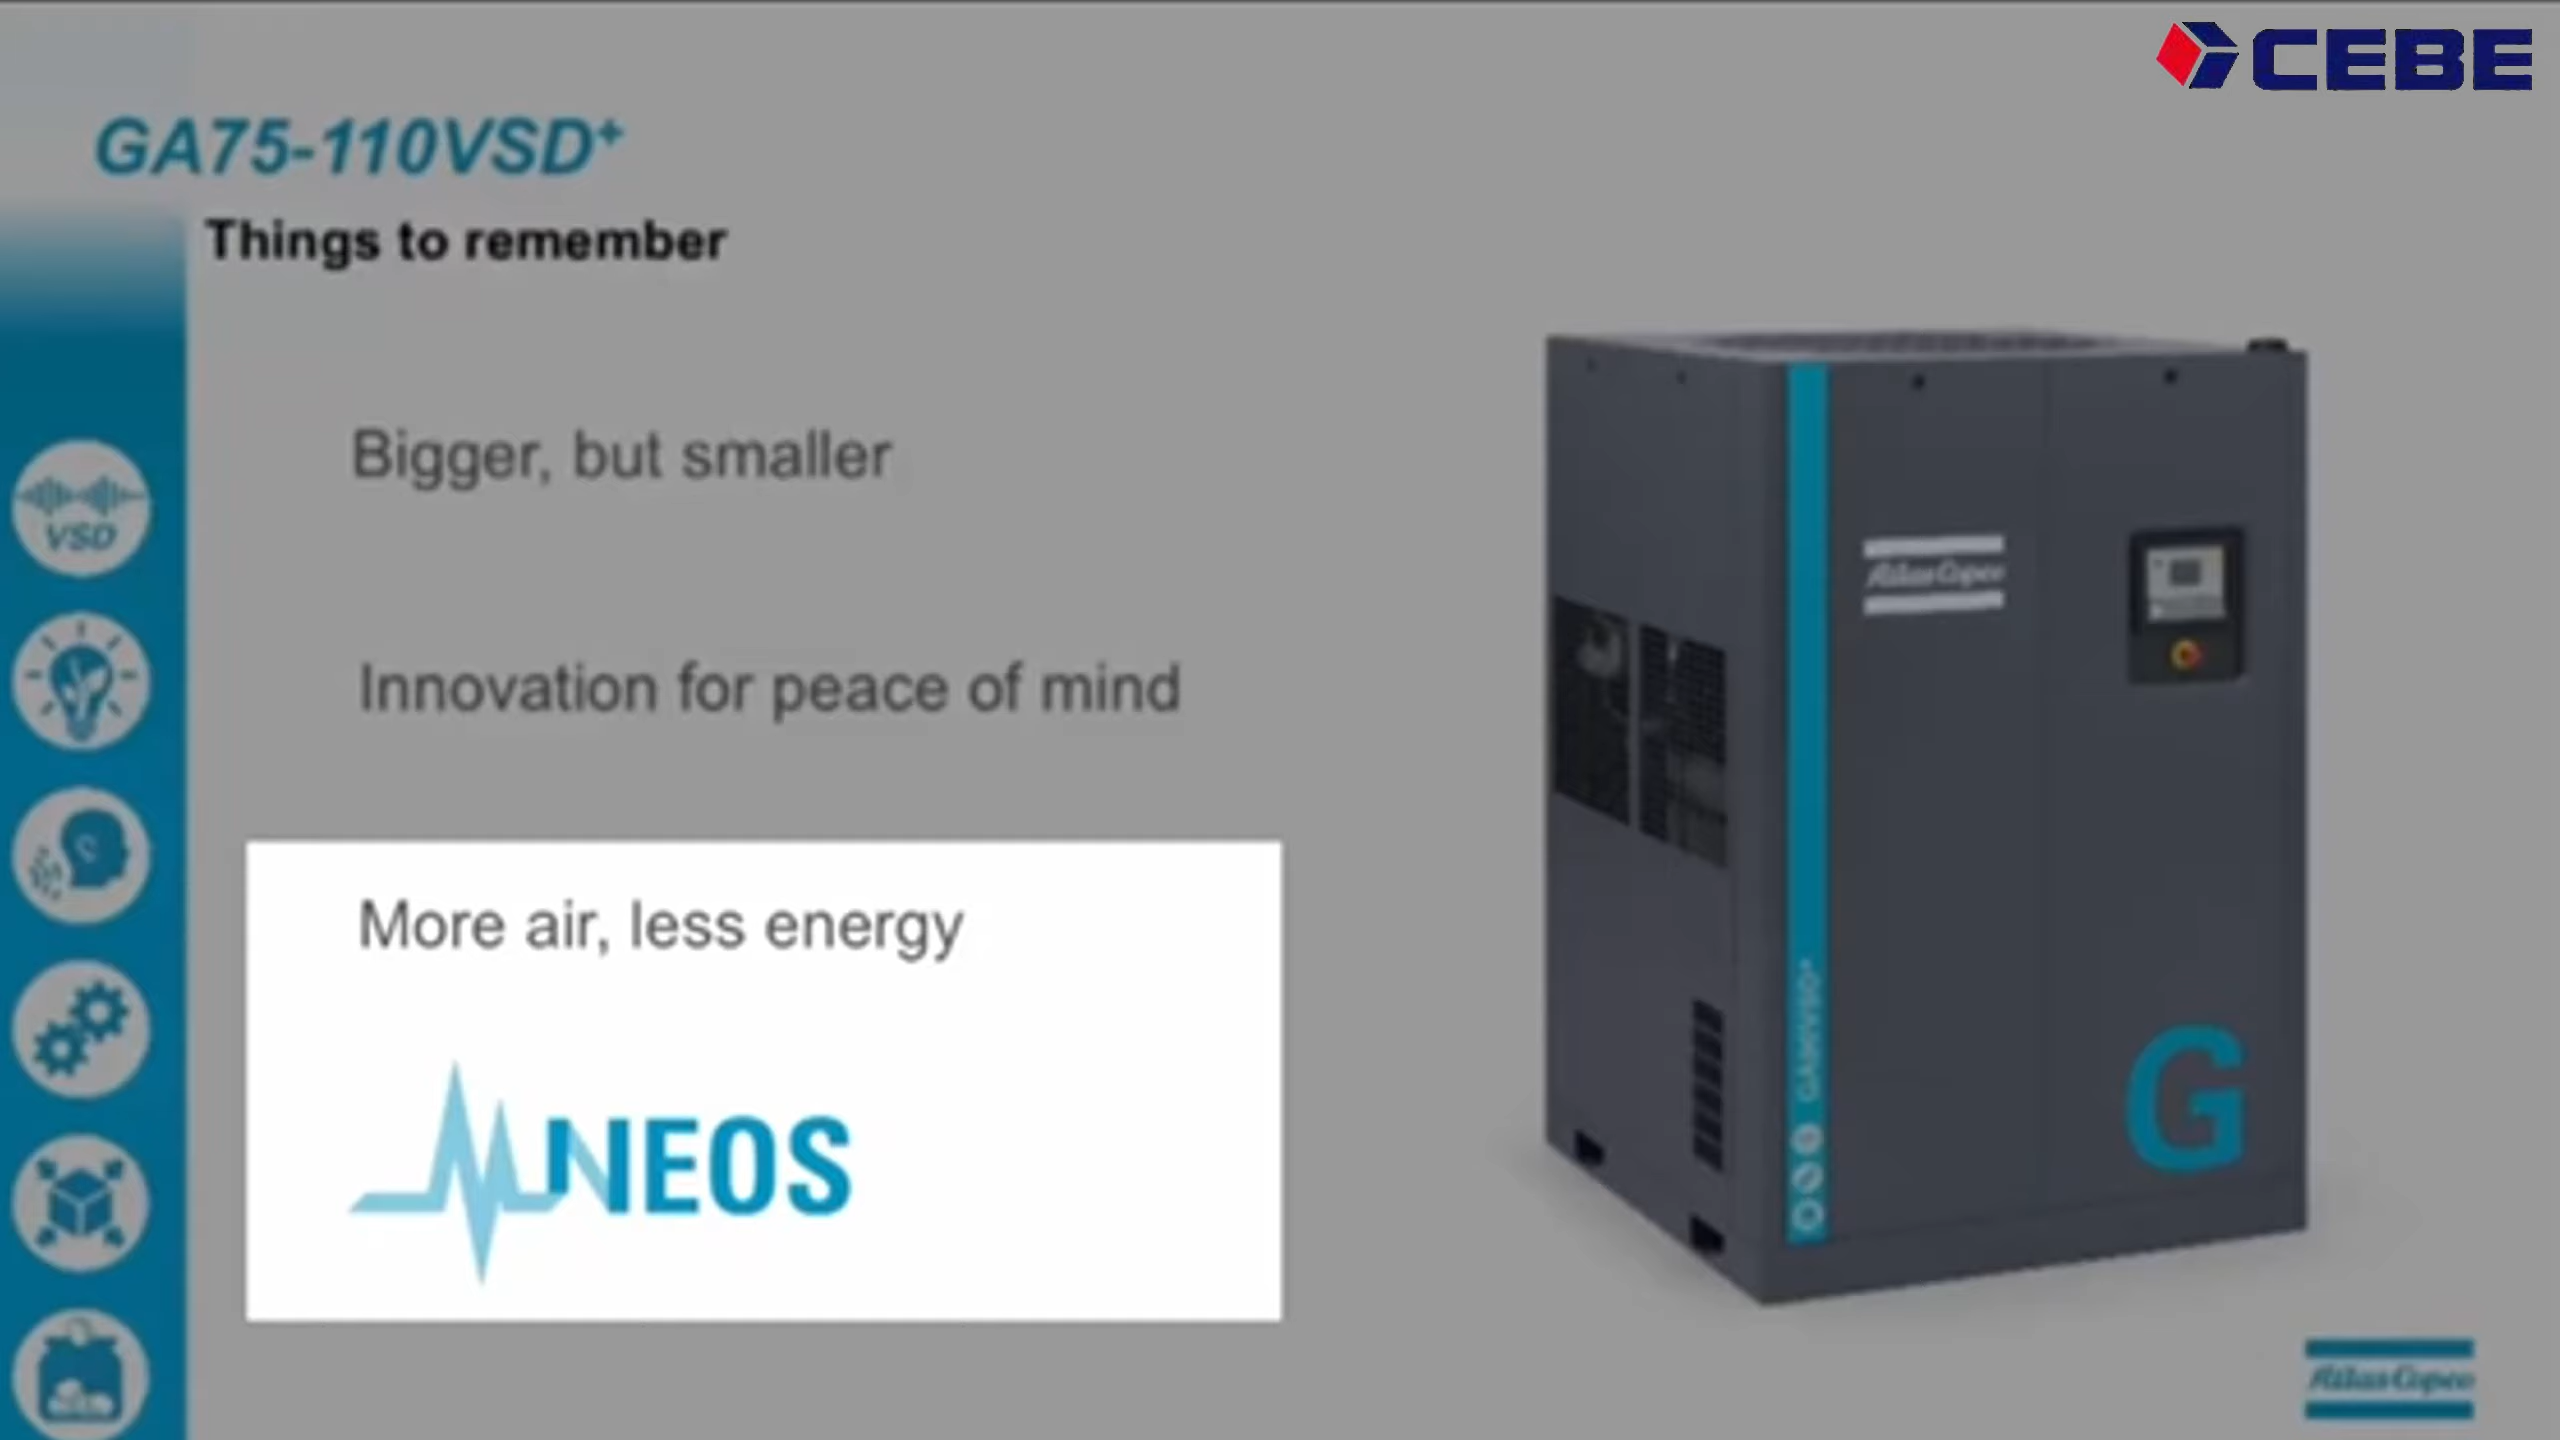 CEBE
GA75-110VSD+
Things to remember
Bigger, but smaller
VSD
Atlas Copco
Innovation for peace of mind
More air, less energy
GA90VSD+
NEOS
G
Atlas Copco